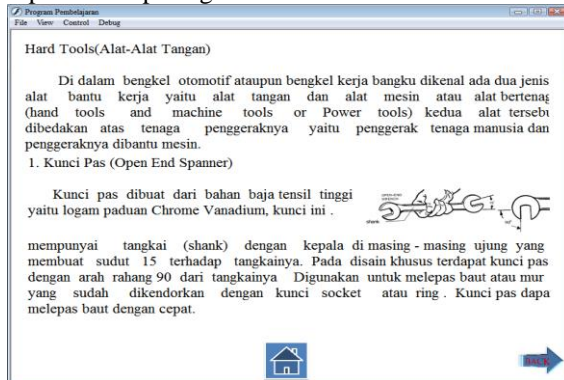 Program Pembelajaran
File View Control Debug
Hard Tools(Alat-Alat Tangan)
Di dalam bengkel otomotif ataupun bengkel kerja bangku dikenal ada dua jenis
alat bantu kerja yaitu alat tangan dan alat mesin atau alat bertenag
(hand tools and machine tools or Power tools) kedua alat tersebu
dibedakan atas tenaga penggeraknya yaitu penggerak tenaga manusia dan
penggeraknya dibantu mesin.
1. Kunci Pas (Open End Spanner)
Kunci pas dibuat dari bahan baja tensil tinggi
yaitu logam paduan Chrome Vanadium, kunci ini .
shank
mempunyai tangkai (shank) dengan kepala di masing - masing ujung yang
membuat sudut 15 terhadap tangkainya. Pada disain khusus terdapat kunci pas
dengan arah rahang 90 dari tangkainya Digunakan untuk melepas baut atau mur
yang sudah dikendorkan dengan kunci socket atau ring . Kunci pas dapa
melepas baut dengan cepat.
BACK